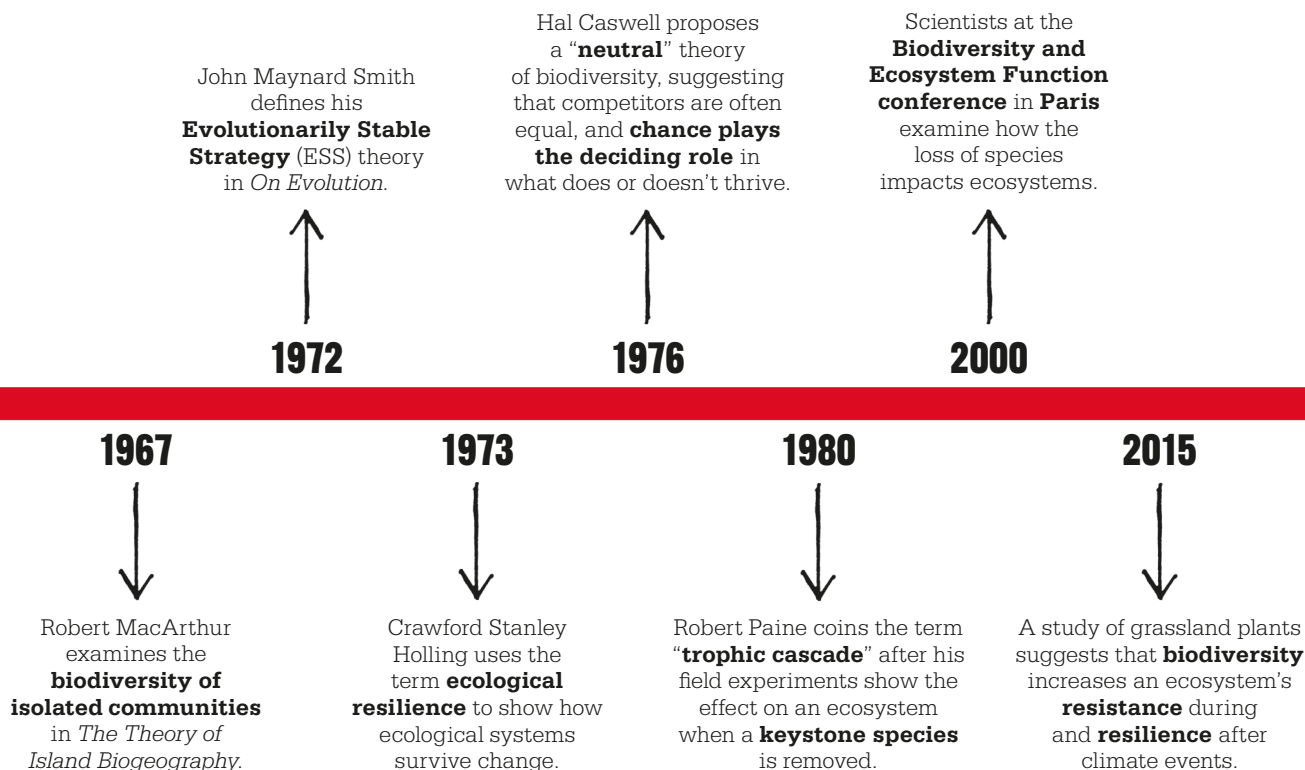 John Maynard Smith
defines his
Evolutionarily Stable
Strategy (ESS) theory
in On Evolution.
1972
Hal Caswell proposes
a “neutral” theory
of biodiversity, suggesting
that competitors are often
equal, and chance plays
the deciding role in
what does or doesn’t thrive.
1976
Scientists at the
Biodiversity and
Ecosystem Function
conference in Paris
examine how the
loss of species
impacts ecosystems.
2000
1967
Robert MacArthur
examines the
biodiversity of
isolated communities
in The Theory of
Island Biogeography.
1973
Crawford Stanley
Holling uses the
term ecological
resilience to show how
ecological systems
survive change.
1980
Robert Paine coins the term
“trophic cascade” after his
field experiments show the
effect on an ecosystem
when a keystone species
is removed.
2015
A study of grassland plants
suggests that biodiversity
increases an ecosystem’s
resistance during
and resilience after
climate events.